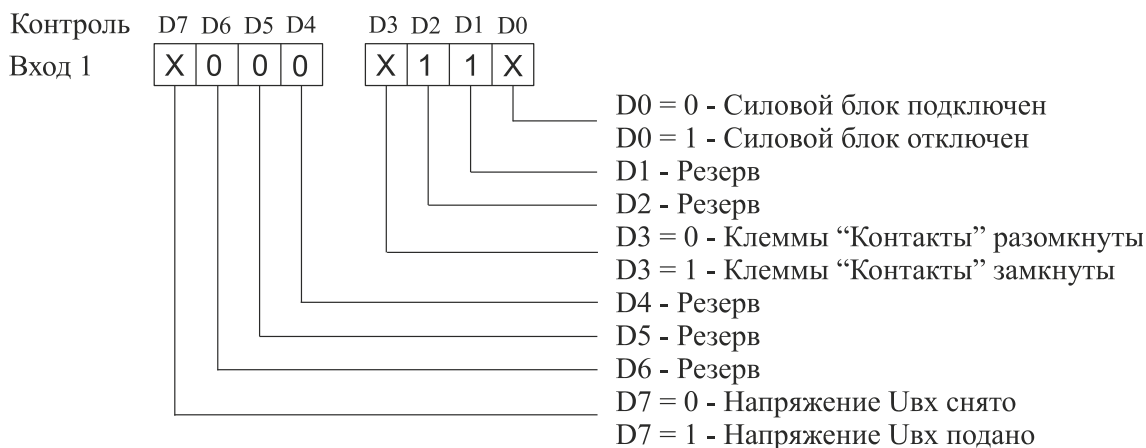 Контроль D7 D6 D5 D4 D3 D2 D1 D0
Вход 1 X 0 0 0 X 1 1 X
D0 = 0 - Силовой блок подключен
D0 = 1 - Силовой блок отключен
D1 - Резерв
D2 - Резерв
D3 = 0 - Клеммы “Контакты” разомкнуты
D3 = 1 - Клеммы “Контакты” замкнуты
D4 - Резерв
D5 - Резерв
D6 - Резерв
D7 = 0 - Напряжение Uвх снято
D7 = 1 - Напряжение Uвх подано